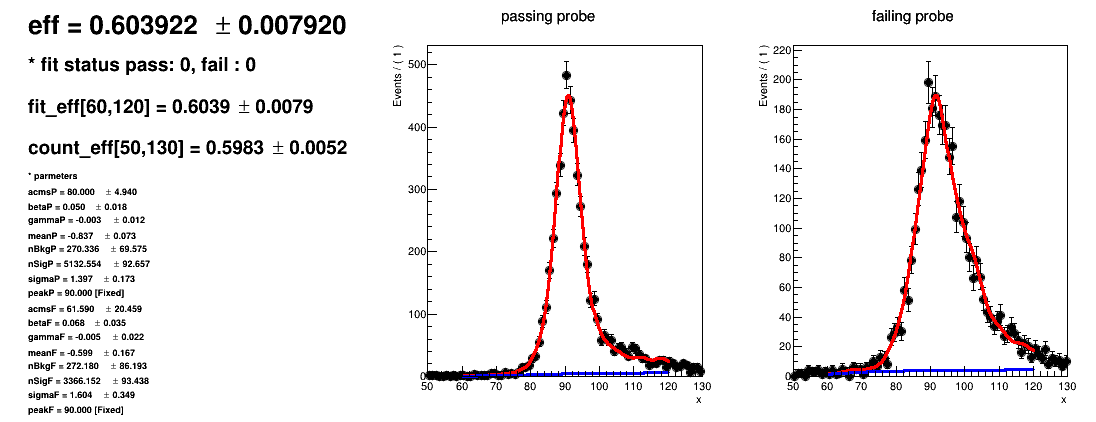 eff = 0.603922 ± 0.007920
* fit status pass: 0, fail : 0
fit_eff[60,120] = 0.6039 ± 0.0079
count_eff[50,130] = 0.5983 ± 0.0052
* parmeters
acmsP = 80.000 ± 4.940
betaP = 0.050 ± 0.018
gammaP = -0.003 ± 0.012
meanP = -0.837 ± 0.073
nBkgP = 270.336 ± 69.575
nSigP = 5132.554 ± 92.657
sigmaP = 1.397 ± 0.173
peakP = 90.000 [Fixed]
acmsF = 61.590 ± 20.459
betaF = 0.068 ± 0.035
gammaF = -0.005 ± 0.022
meanF = -0.599 ± 0.167
nBkgF = 272.180 ± 86.193
nSigF = 3366.152 ± 93.438
sigmaF = 1.604 ± 0.349
peakF = 90.000 [Fixed]
passing probe
Events / ( 1 )
500
400
300
200
100
0
50 60 70 80 90 100 110 120 130
x
failing probe
Events / ( 1 )
220
200
180
160
140
120
100
80
60
40
20
0
50 60 70 80 90 100 110 120 130
x